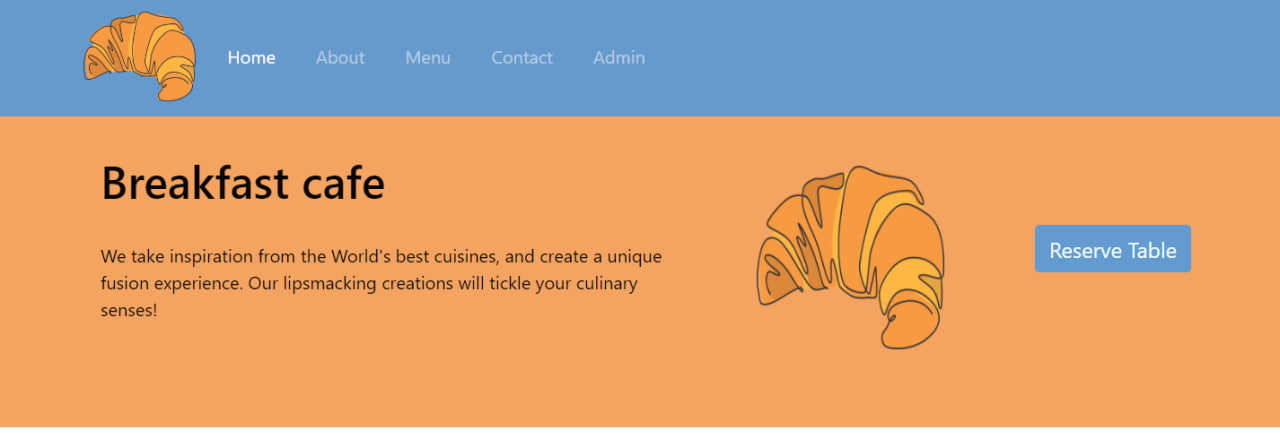 Home About Menu Contact Admin
Breakfast cafe
We take inspiration from the World's best cuisines, and create a unique
fusion experience. Our lipsmacking creations will tickle your culinary
senses!
Reserve Table